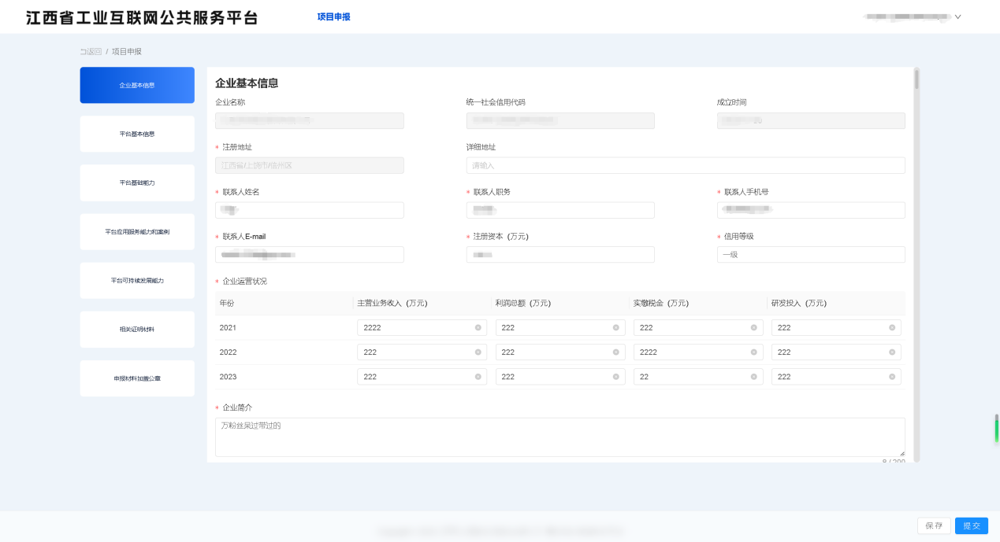 江西省工业互联网公共服务平台 项目申报
返回 / 项目申报
企业基本信息
平台基本信息
平台基础能力
平台应用服务能力和案例
平台可持续发展能力
相关证明材料
申报材料加盖公章
企业基本信息
企业名称 统一社会信用代码 成立时间
* 注册地址 详细地址
江西省/上饶市/信州区 请输入
* 联系人姓名 * 联系人职务 * 联系人手机号
* 联系人E-mail * 注册资本（万元） * 信用等级
一级
* 企业运营状况
年份 主营业务收入（万元） 利润总额（万元） 实缴税金（万元） 研发投入（万元）
2021 2222 222 222 222
2022 222 222 2222 222
2023 222 222 22 222
* 企业简介
万粉丝吴过带过的
8 / 200
保存 提交